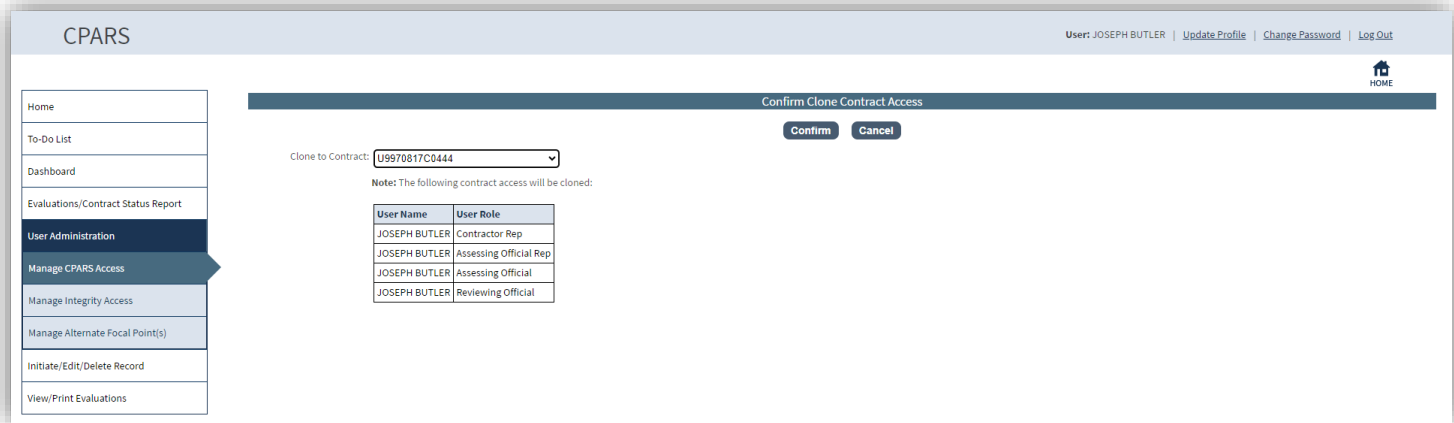 CPARS
User: JOSEPH BUTLER | Update Profile | Change Password | Log Out
HOME
Home
To-Do List
Dashboard
Evaluations/Contract Status Report
User Administration
Manage CPARS Access
Manage Integrity Access
Manage Alternate Focal Point(s)
Initiate/Edit/Delete Record
View/Print Evaluations
Confirm Clone Contract Access
Confirm Cancel
Clone to Contract: U9970817C0444
Note: The following contract access will be cloned:
User Name User Role
JOSEPH BUTLER Contractor Rep
JOSEPH BUTLER Assessing Official Rep
JOSEPH BUTLER Assessing Official
JOSEPH BUTLER Reviewing Official